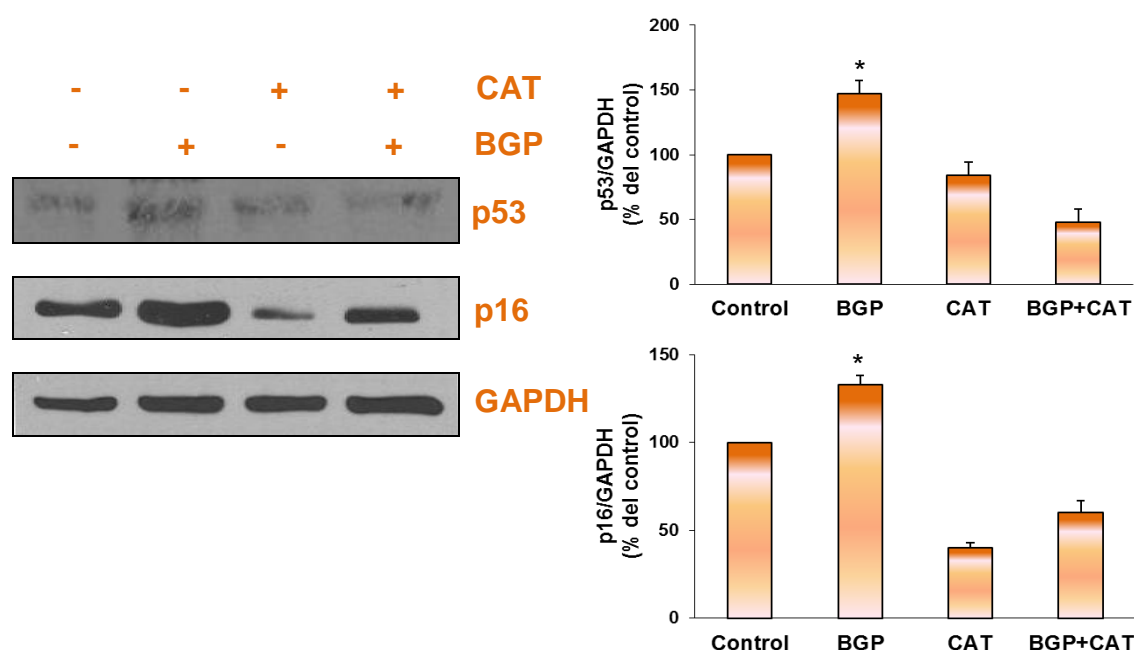 - - + + CAT
- + - + BGP
p53
p16
GAPDH
p53/GAPDH
(% del control)
200
150
100
50
0
*
Control BGP CAT BGP+CAT
p16/GAPDH
(% del control)
150
100
50
0
*
Control BGP CAT BGP+CAT